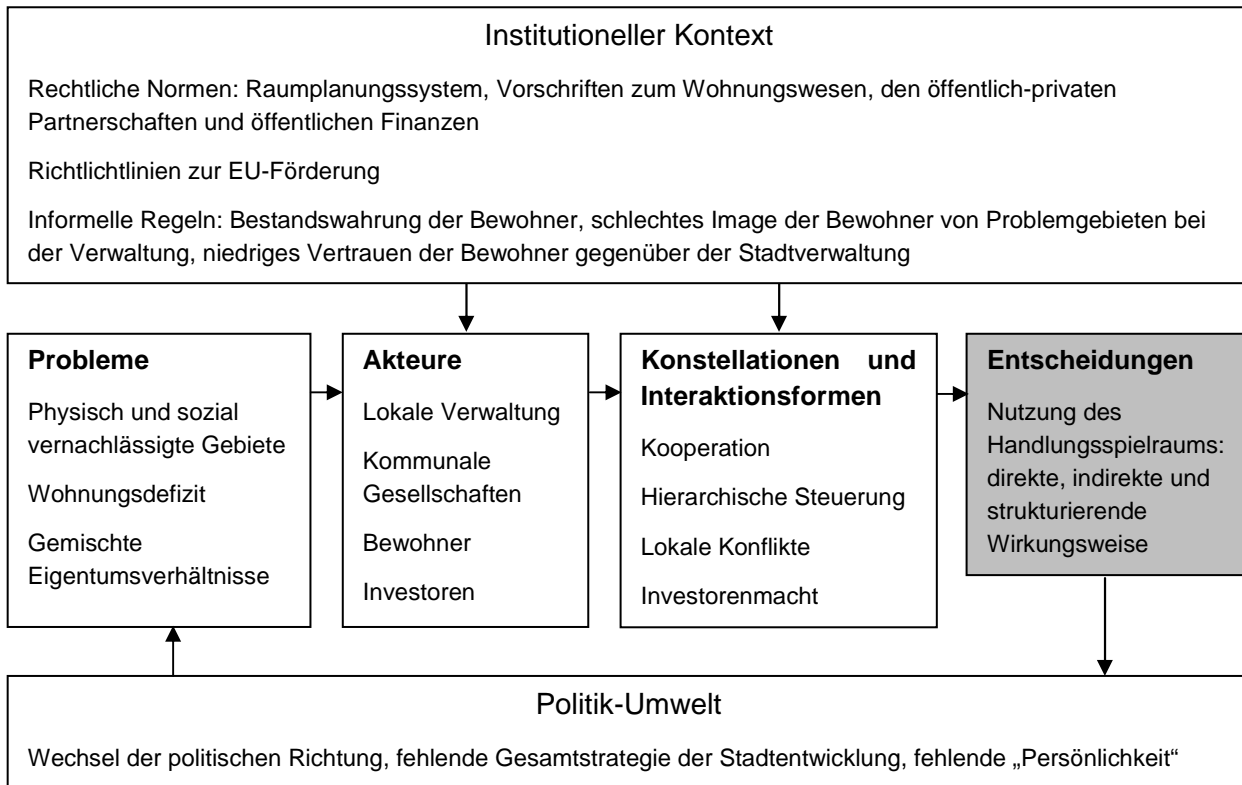 Institutioneller Kontext
Rechtliche Normen: Raumplanungssystem, Vorschriften zum Wohnungswesen, den öffentlich-privaten
Partnerschaften und öffentlichen Finanzen
Richtlichtlinien zur EU-Förderung
Informelle Regeln: Bestandswahrung der Bewohner, schlechtes Image der Bewohner von Problemgebieten bei
der Verwaltung, niedriges Vertrauen der Bewohner gegenüber der Stadtverwaltung
Probleme
Physisch und sozial
vernachlässigte Gebiete
Wohnungsdefizit
Gemischte
Eigentumsverhältnisse
Akteure
Lokale Verwaltung
Kommunale
Gesellschaften
Bewohner
Investoren
Konstellationen und
Interaktionsformen
Kooperation
Hierarchische Steuerung
Lokale Konflikte
Investorenmacht
Entscheidungen
Nutzung des
Handlungsspielraums:
direkte, indirekte und
strukturierende
Wirkungsweise
Politik-Umwelt
Wechsel der politischen Richtung, fehlende Gesamtstrategie der Stadtentwicklung, fehlende „Persönlichkeit“